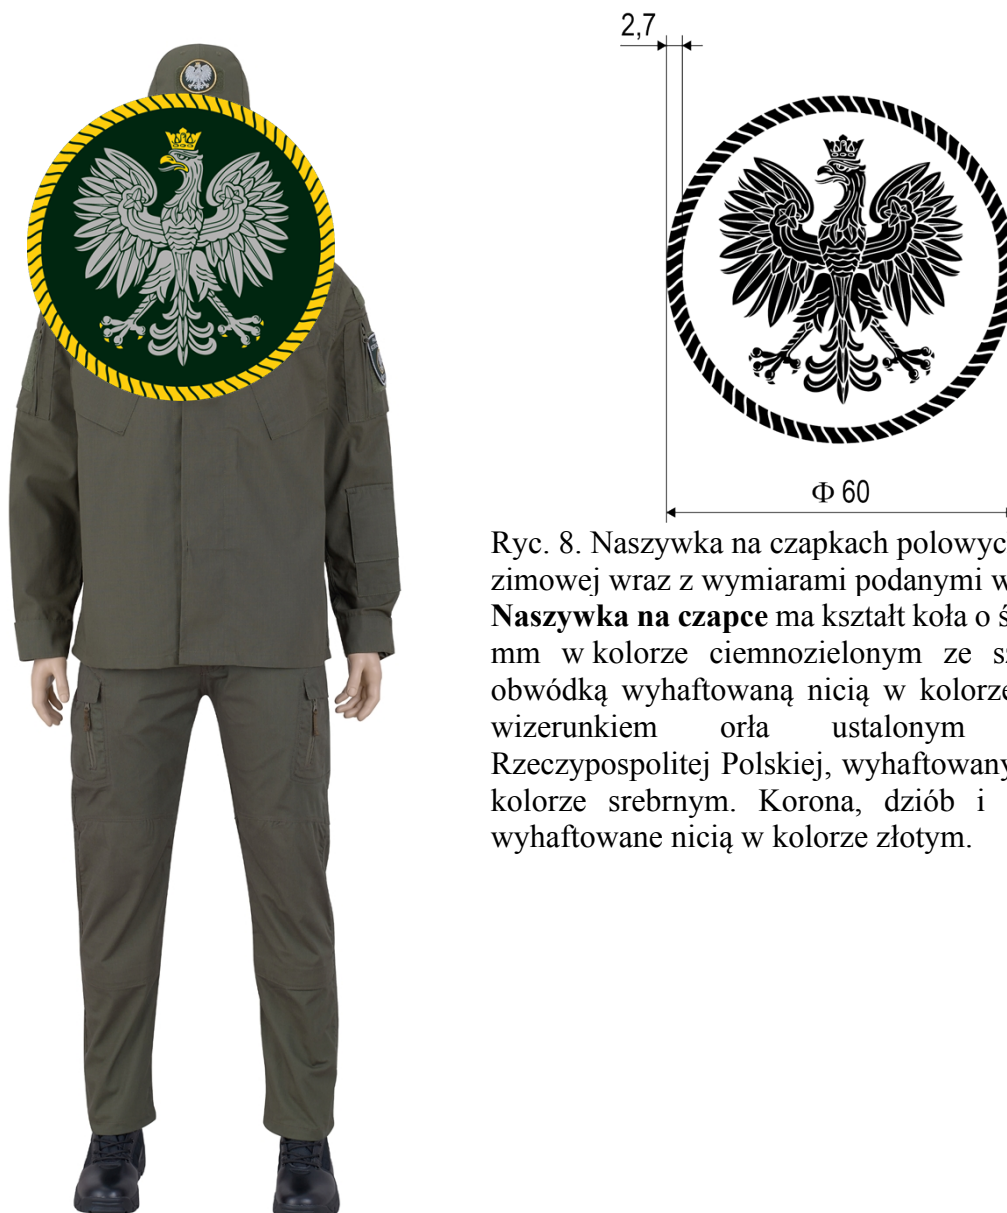 2,7
Φ 60
Ryc. 8. Naszywka na czapkach polowyc
zimowej wraz z wymiarami podanymi w
Naszywka na czapce ma kształt koła o ś
mm w kolorze ciemnozielonym ze s
obwódką wyhaftowaną nicią w kolorze
wizerunkiem orła ustalonym
Rzeczypospolitej Polskiej, wyhaftowany
kolorze srebrnym. Korona, dziób i
wyhaftowane nicią w kolorze złotym.